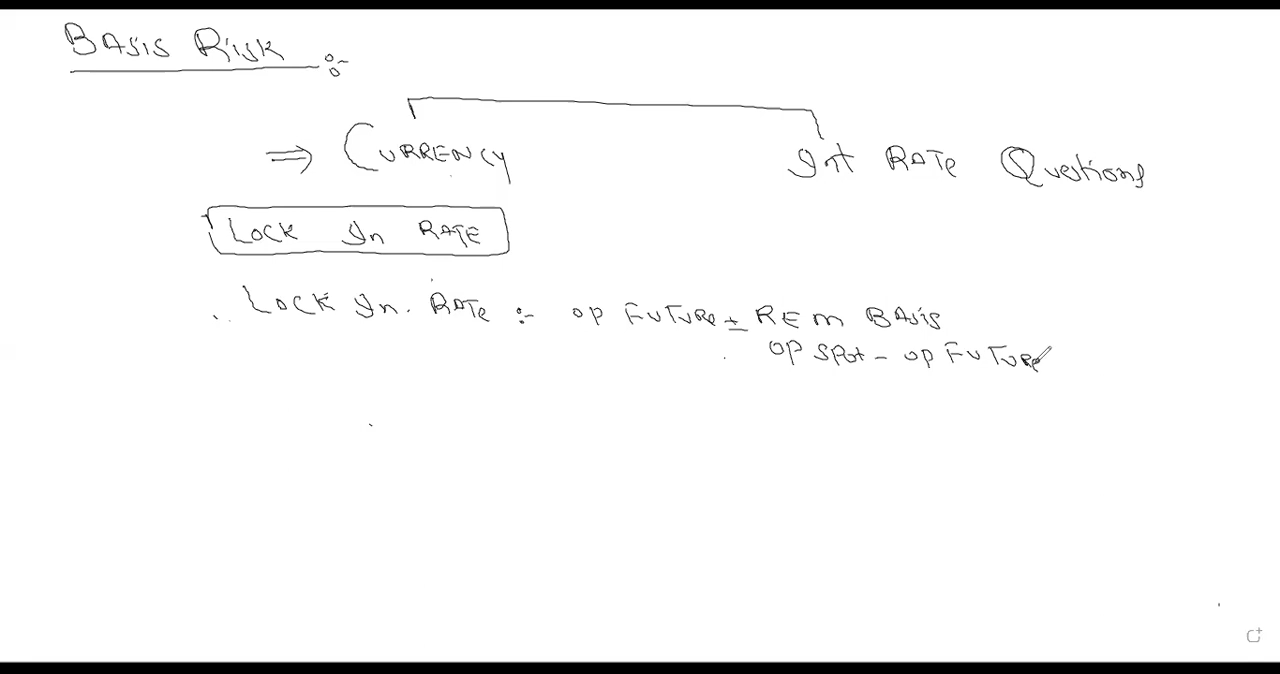 BASIS RISK :-
⇒ CURRENCY Int RATE Questions
LOCK In RATE
LOCK In. RATE :- OP FUTURE ± REM BASIS
OP SPOT - OP FUTURE